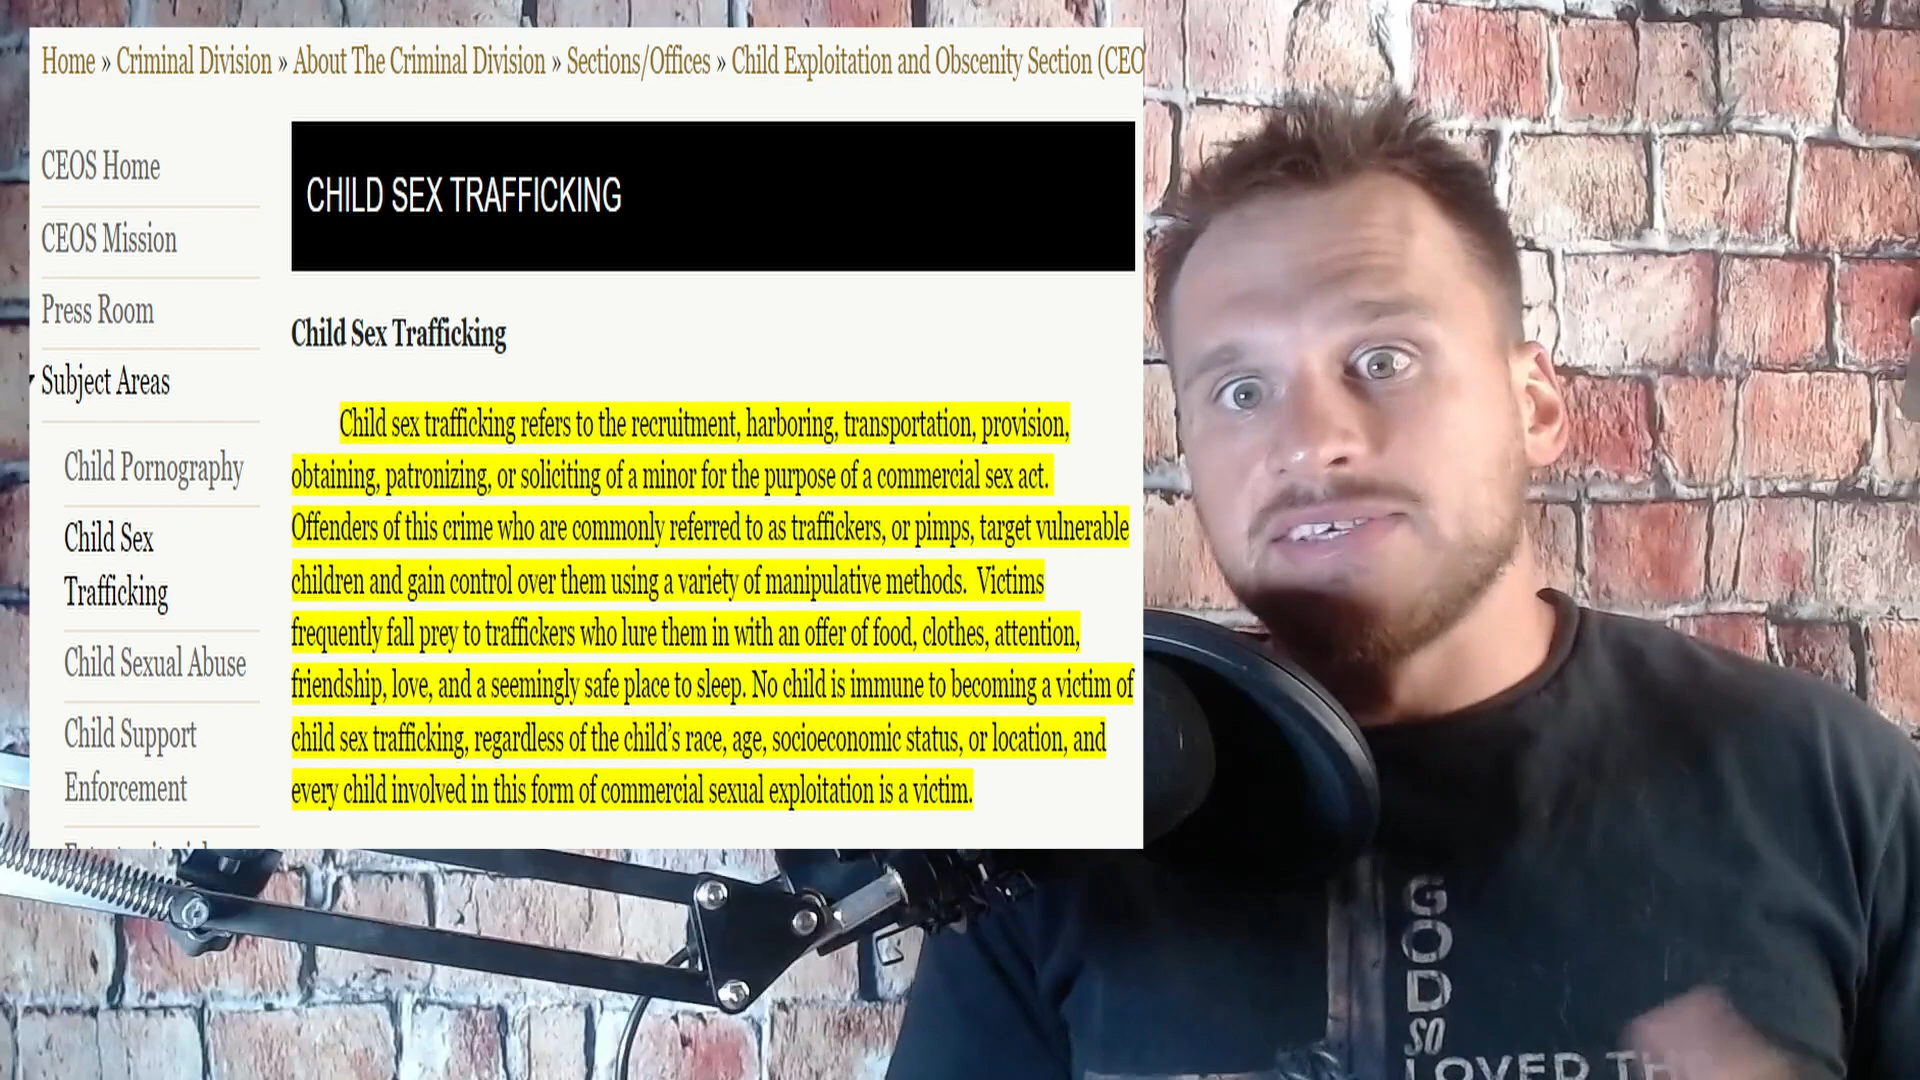 Home » Criminal Division » About The Criminal Division » Sections/Offices » Child Exploitation and Obscenity Section (CEO
CEOS Home
CEOS Mission
Press Room
Subject Areas
Child Pornography
Child Sex
Trafficking
Child Sexual Abuse
Child Support
Enforcement
CHILD SEX TRAFFICKING
Child Sex Trafficking
Child sex trafficking refers to the recruitment, harboring, transportation, provision,
obtaining, patronizing, or soliciting of a minor for the purpose of a commercial sex act.
Offenders of this crime who are commonly referred to as traffickers, or pimps, target vulnerable
children and gain control over them using a variety of manipulative methods.  Victims
frequently fall prey to traffickers who lure them in with an offer of food, clothes, attention,
friendship, love, and a seemingly safe place to sleep. No child is immune to becoming a victim of
child sex trafficking, regardless of the child’s race, age, socioeconomic status, or location, and
every child involved in this form of commercial sexual exploitation is a victim.
GOD
SO
LOVED